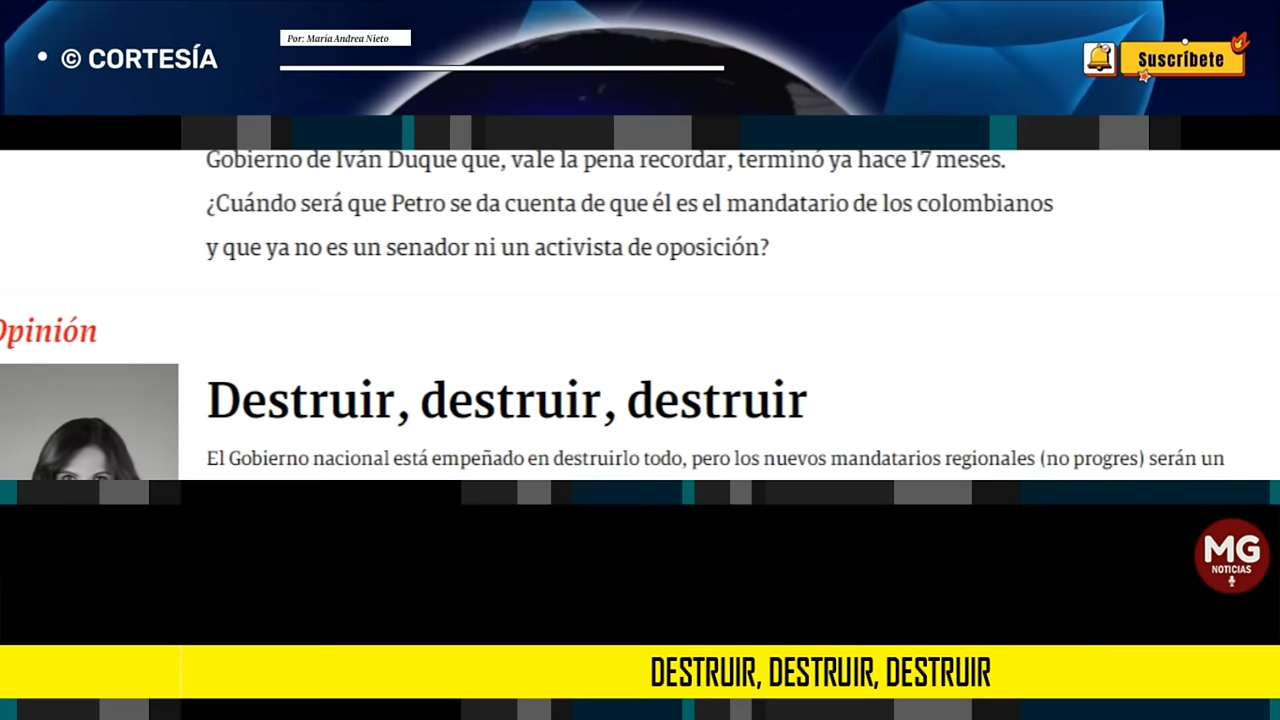 Por: María Andrea Nieto
• © CORTESÍA
Suscríbete
Gobierno de Iván Duque que, vale la pena recordar, terminó ya hace 17 meses.
¿Cuándo será que Petro se da cuenta de que él es el mandatario de los colombianos
y que ya no es un senador ni un activista de oposición?
Opinión
Destruir, destruir, destruir
El Gobierno nacional está empeñado en destruirlo todo, pero los nuevos mandatarios regionales (no progres) serán un
MG
NOTICIAS
DESTRUIR, DESTRUIR, DESTRUIR